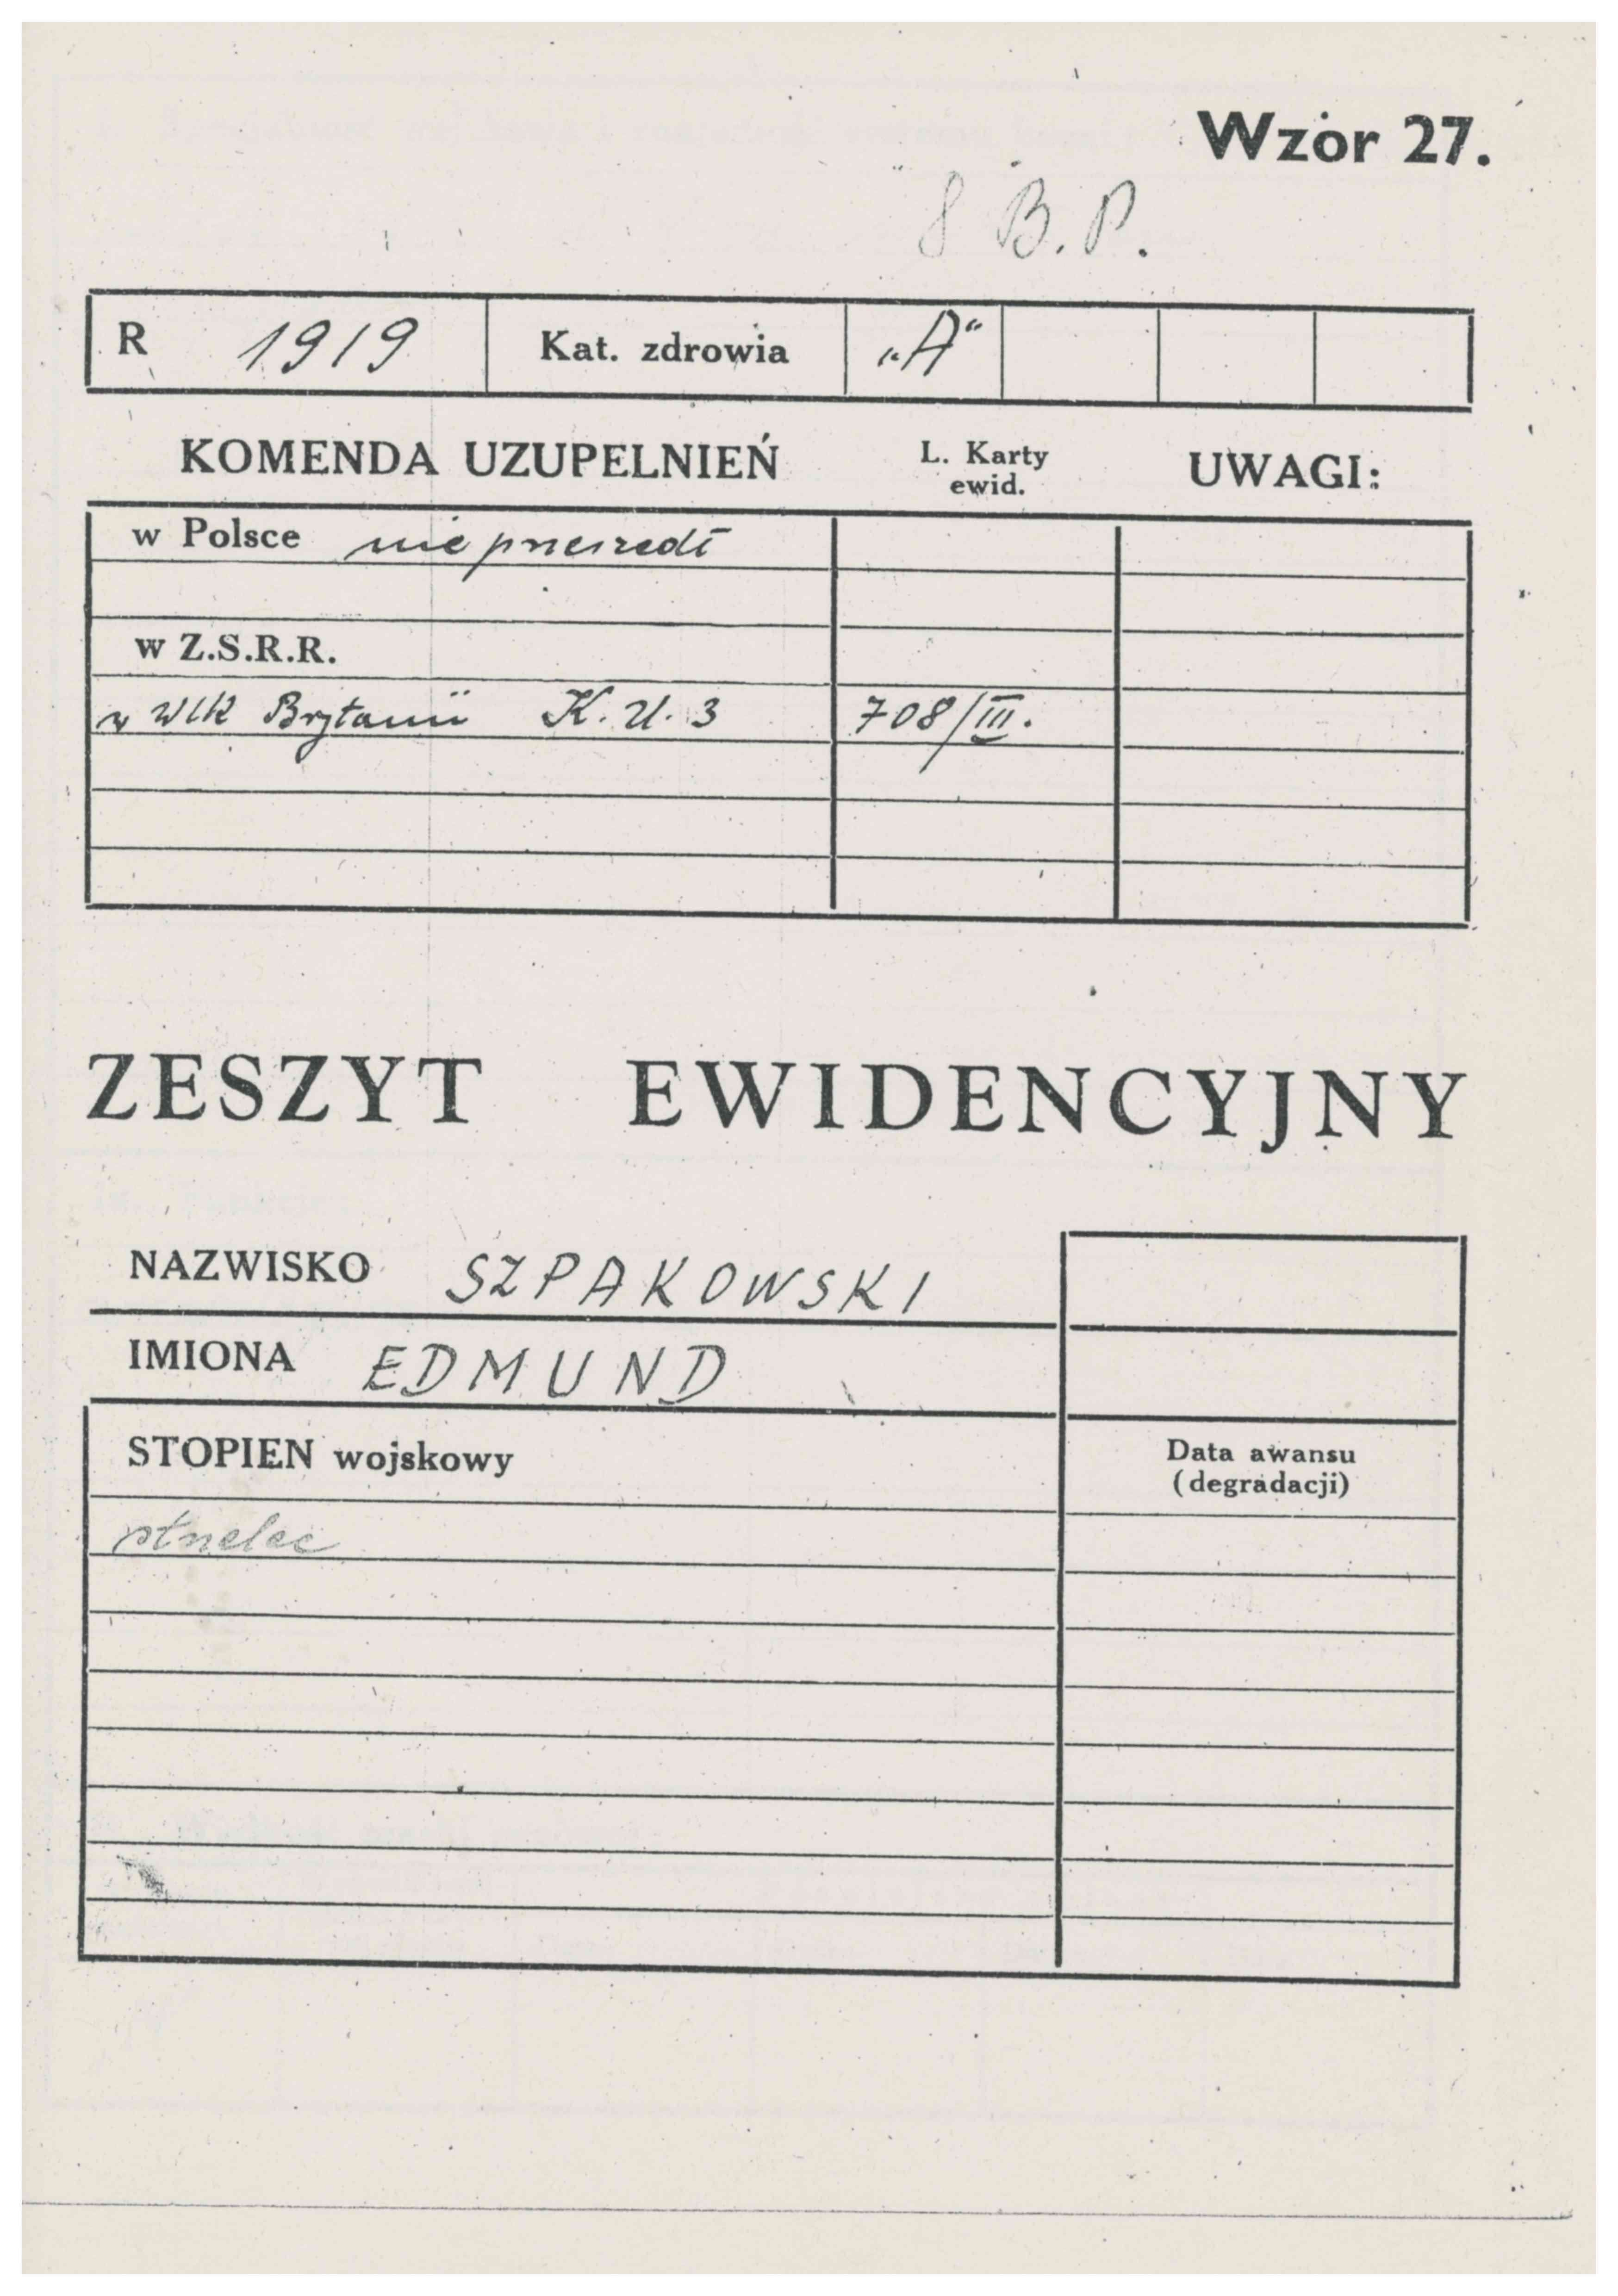 Wzór 27.
8 B.P.
R 1919 Kat. zdrowia „A“
KOMENDA UZUPELNIEŃ L. Karty ewid. UWAGI:
w Polsce nie przeszedł
w Z.S.R.R.
w Wlk Brytanii K. U. 3 708/III.
ZESZYT EWIDENCYJNY
NAZWISKO SZPAKOWSKI
IMIONA EDMUND
STOPIEN wojskowy Data awansu (degradacji)
strzelec